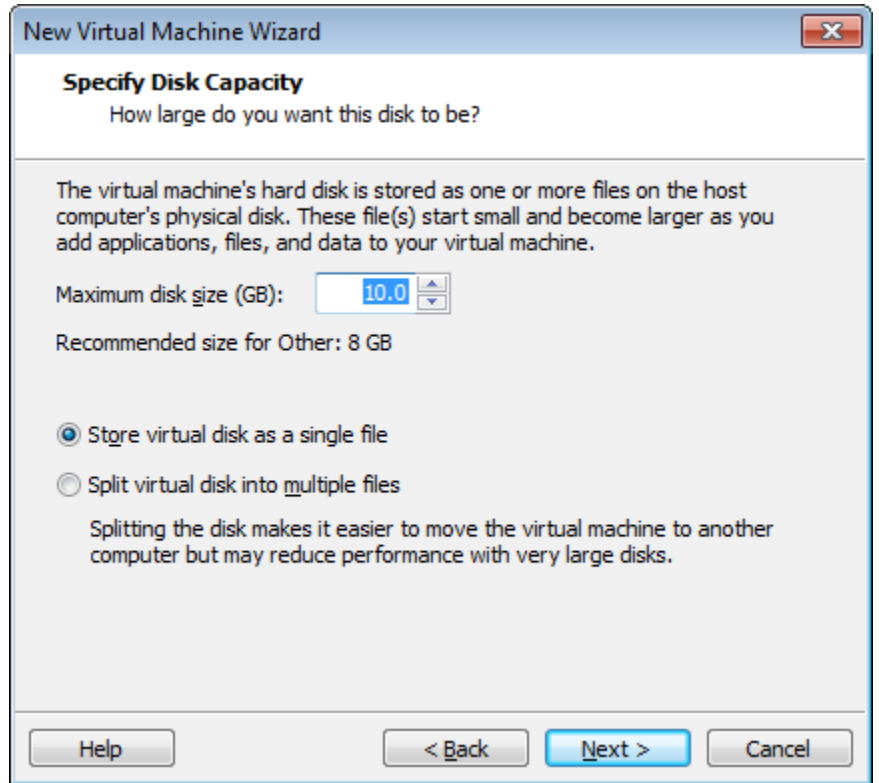 New Virtual Machine Wizard
Specify Disk Capacity
How large do you want this disk to be?
The virtual machine's hard disk is stored as one or more files on the host
computer's physical disk. These file(s) start small and become larger as you
add applications, files, and data to your virtual machine.
Maximum disk size (GB): 10.0
Recommended size for Other: 8 GB
Store virtual disk as a single file
Split virtual disk into multiple files
Splitting the disk makes it easier to move the virtual machine to another
computer but may reduce performance with very large disks.
Help < Back Next > Cancel